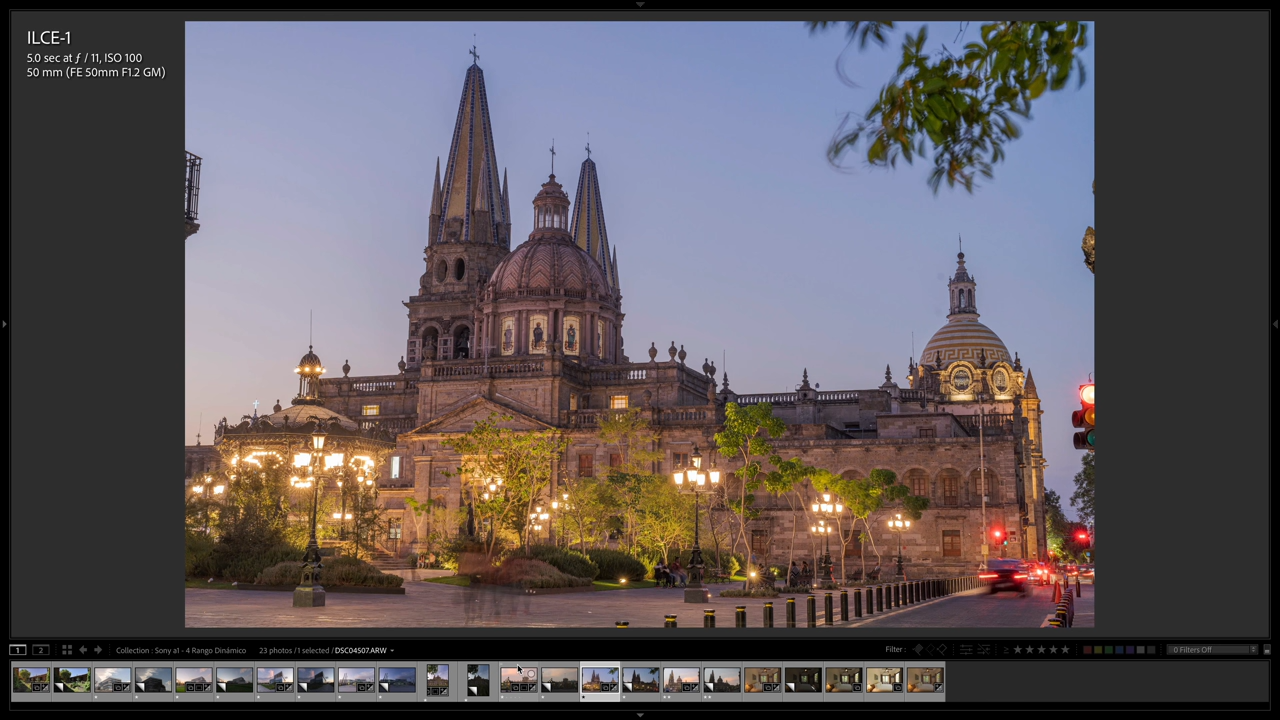 ILCE-1
5.0 sec at ƒ / 11, ISO 100
50 mm (FE 50mm F1.2 GM)
1 2 Collection : Sony a1 - 4 Rango Dinámico 23 photos / 1 selected / DSC04507.ARW Filter : ≥ ★★★★★ 0 Filters Off